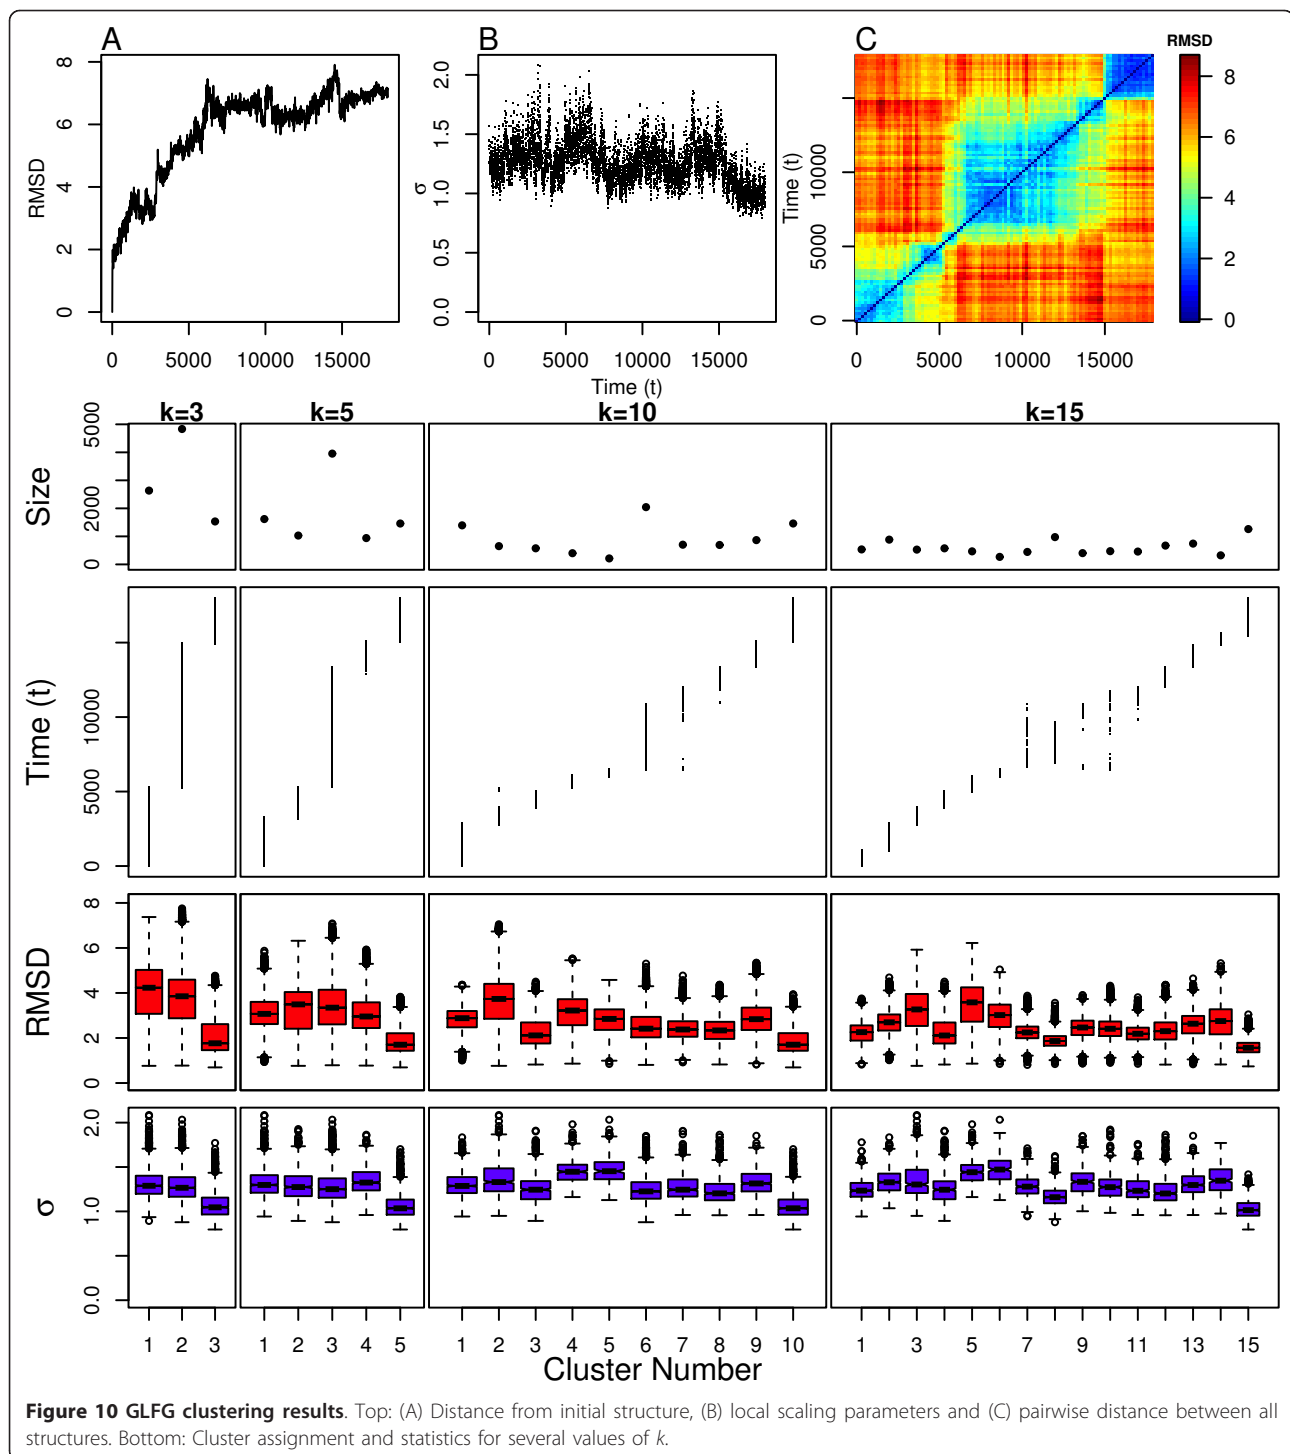 A
B
C
RMSD
RMSD
0 2 4 6 8
0 5000 10000 15000
σ
0.0 0.5 1.0 1.5 2.0
0 5000 10000 15000
Time (t)
Time (t)
0 5000 10000
0 5000 10000 15000
0 2 4 6 8
k=3 k=5 k=10 k=15
Size
0 2000 5000
Time (t)
0 5000 10000
RMSD
0 2 4 6 8
σ
0.0 1.0 2.0
1 2 3 1 2 3 4 5 1 2 3 4 5 6 7 8 9 10 1 3 5 7 9 11 13 15
Cluster Number
Figure 10 GLFG clustering results. Top: (A) Distance from initial structure, (B) local scaling parameters and (C) pairwise distance between all
structures. Bottom: Cluster assignment and statistics for several values of k.